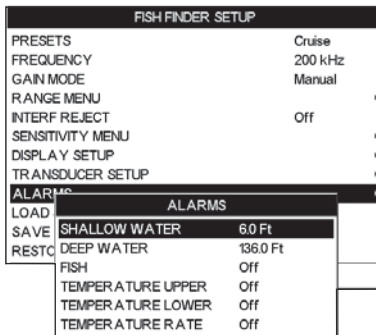 FISH FINDER SETUP
PRESETS Cruise
FREQUENCY 200 kHz
GAIN MODE Manual
RANGE MENU
INTERF REJECT Off
SENSITIVITY MENU
DISPLAY SETUP
TRANSDUCER SETUP
ALARMS
LOAD
SAVE
ALARMS
SHALLOW WATER 6.0 Ft
DEEP WATER 136.0 Ft
FISH Off
TEMPERATURE UPPER Off
TEMPERATURE LOWER Off
TEMPERATURE RATE Off